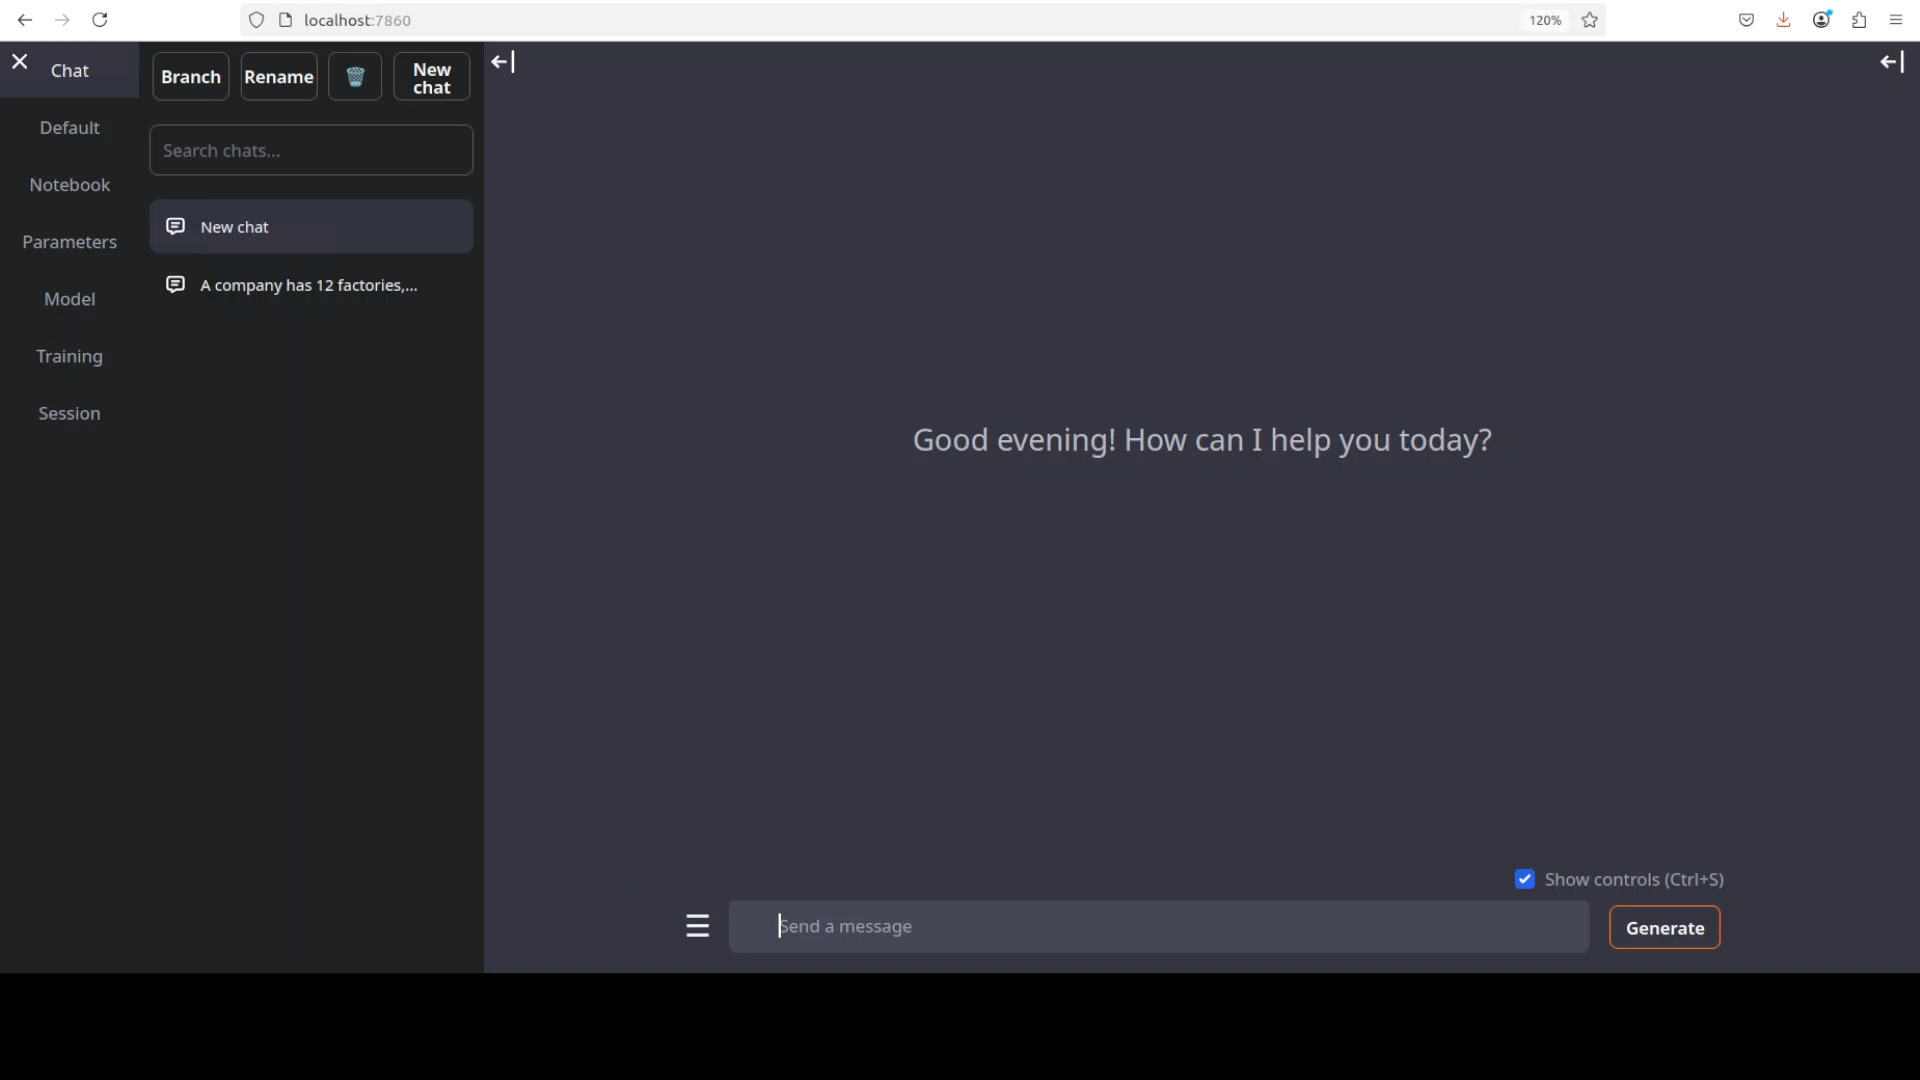 localhost:7860
120%
Chat
Default
Notebook
Parameters
Model
Training
Session
Branch
Rename
New
chat
Search chats...
New chat
A company has 12 factories,...
Good evening! How can I help you today?
Show controls (Ctrl+S)
Send a message
Generate